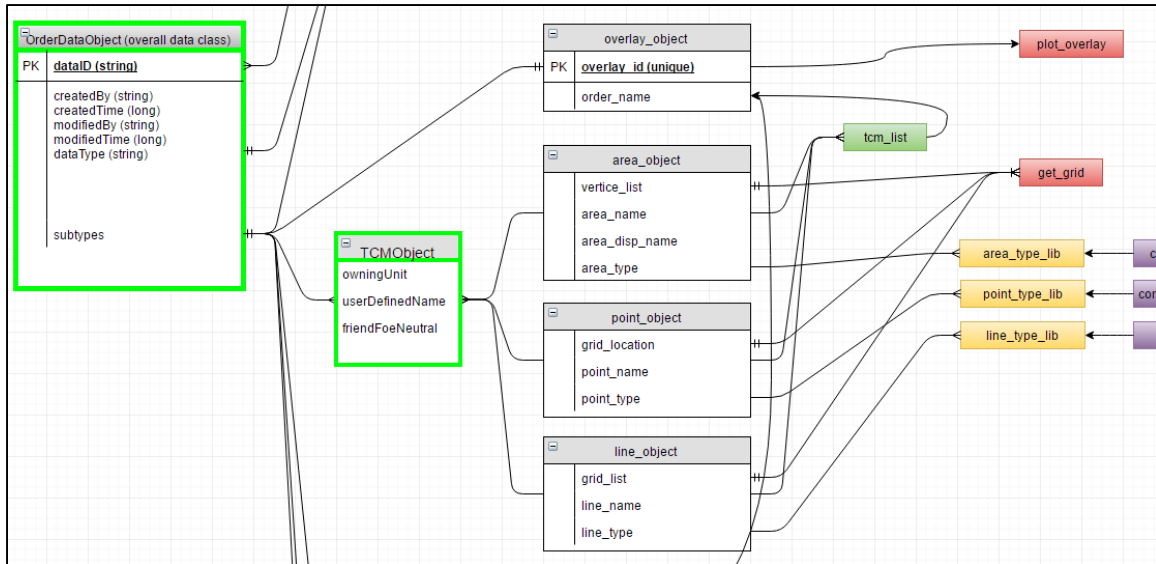 OrderDataObject (overall data class)
PK dataID (string)
createdBy (string)
createdTime (long)
modifiedBy (string)
modifiedTime (long)
dataType (string)
subtypes
TCMObject
owningUnit
userDefinedName
friendFoeNeutral
overlay_object
PK overlay_id (unique)
order_name
area_object
vertice_list
area_name
area_disp_name
area_type
point_object
grid_location
point_name
point_type
line_object
grid_list
line_name
line_type
plot_overlay
tcm_list
get_grid
area_type_lib
point_type_lib
line_type_lib